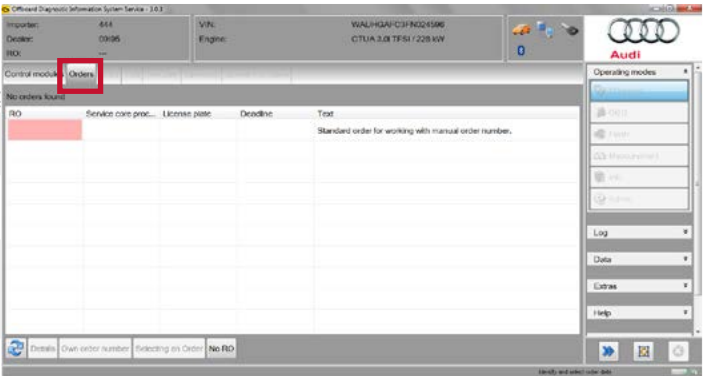 Offboard Diagnostic Information System Service - 3.0.3
Importer: 444 VIN: WAUHGAFC3FN024596
Dealer: Engine: CTUA 3.0l TFSI / 228 kW
RO: ---
0
Audi
Control modules Orders
Operating modes
No orders found
RO Service core proc... License plate Deadline Text
Standard order for working with manual order number.
Flash
Measurement
Info
Log
Data
Extras
Help
Details Own order number Selecting an Order No RO
Identify and select order data